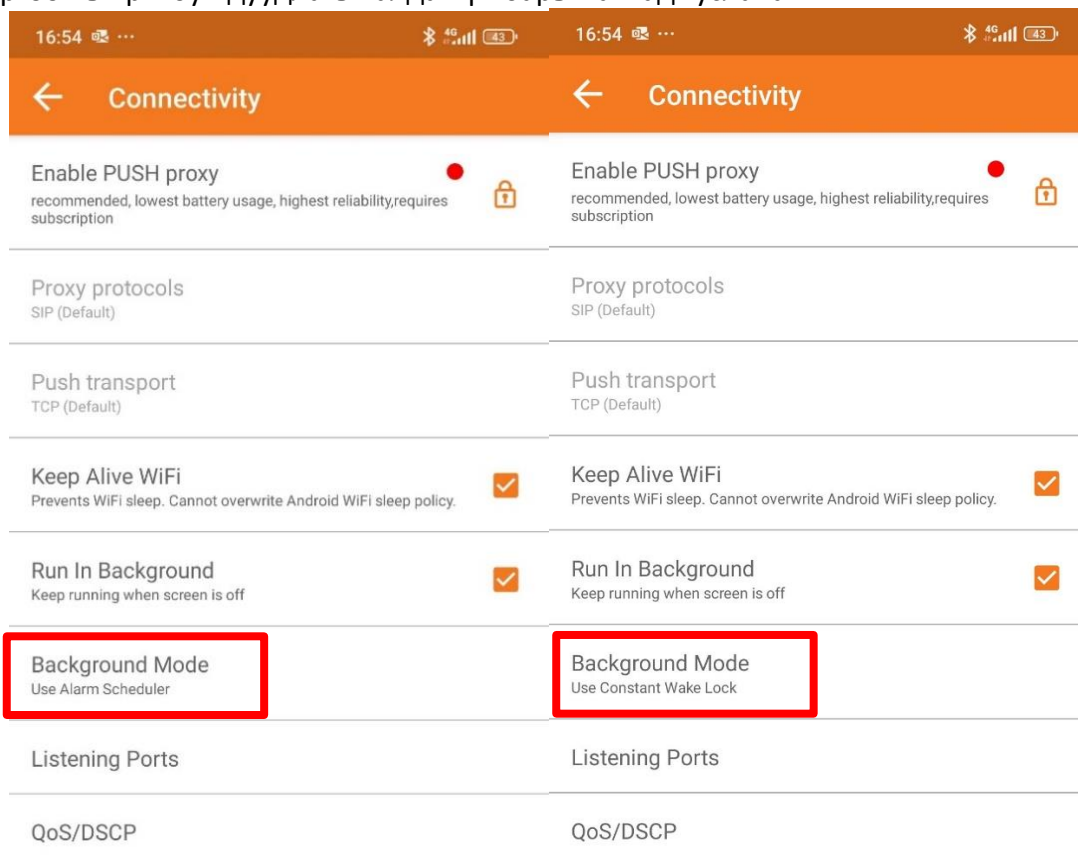 16:54 ...
4G
43
Connectivity
Enable PUSH proxy
recommended, lowest battery usage, highest reliability,requires
subscription
Proxy protocols
SIP (Default)
Push transport
TCP (Default)
Keep Alive WiFi
Prevents WiFi sleep. Cannot overwrite Android WiFi sleep policy.
Run In Background
Keep running when screen is off
Background Mode
Use Alarm Scheduler
Listening Ports
QoS/DSCP
16:54 ...
4G
43
Connectivity
Enable PUSH proxy
recommended, lowest battery usage, highest reliability,requires
subscription
Proxy protocols
SIP (Default)
Push transport
TCP (Default)
Keep Alive WiFi
Prevents WiFi sleep. Cannot overwrite Android WiFi sleep policy.
Run In Background
Keep running when screen is off
Background Mode
Use Constant Wake Lock
Listening Ports
QoS/DSCP